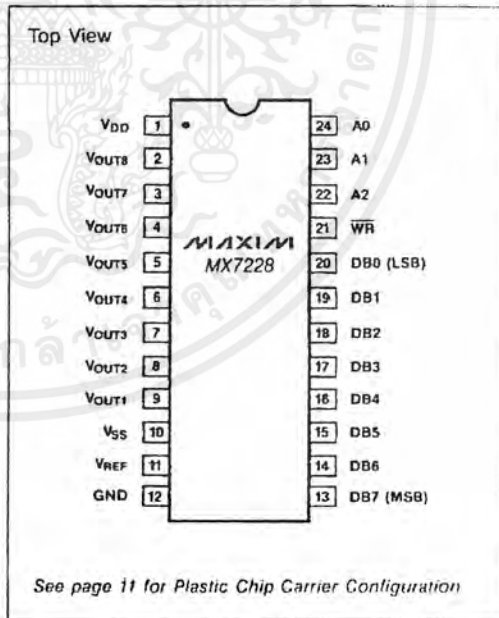 Top View
VDD 1 24 A0
VOUT8 2 23 A1
VOUT7 3 22 A2
VOUT6 4 21 WR
VOUT5 5 20 DB0 (LSB)
VOUT4 6 19 DB1
VOUT3 7 18 DB2
VOUT2 8 17 DB3
VOUT1 9 16 DB4
VSS 10 15 DB5
VREF 11 14 DB6
GND 12 13 DB7 (MSB)
MAXIM
MX7228
See page 11 for Plastic Chip Carrier Configuration